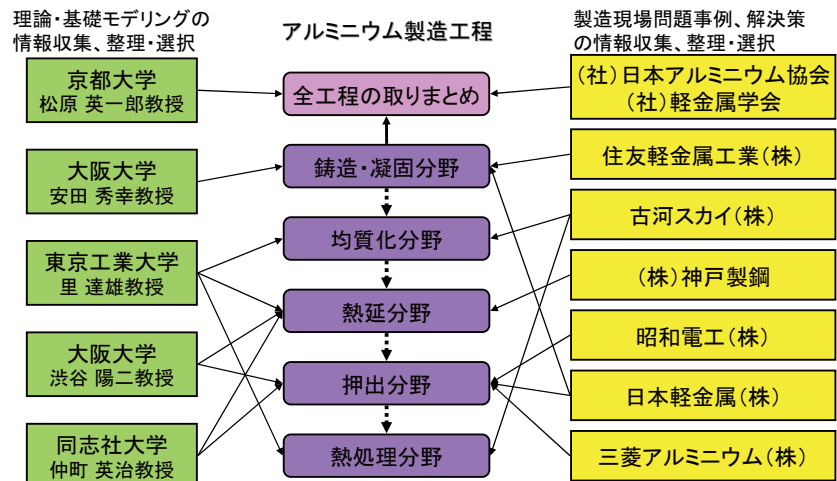 理論・基礎モデリングの
情報収集、整理・選択
アルミニウム製造工程
製造現場問題事例、解決策
の情報収集、整理・選択
京都大学
松原 英一郎教授
大阪大学
安田 秀幸教授
東京工業大学
里 達雄教授
大阪大学
渋谷 陽二教授
同志社大学
仲町 英治教授
全工程の取りまとめ
鋳造・凝固分野
均質化分野
熱延分野
押出分野
熱処理分野
(社)日本アルミニウム協会
(社)軽金属学会
住友軽金属工業(株)
古河スカイ(株)
(株)神戸製鋼
昭和電工(株)
日本軽金属(株)
三菱アルミニウム(株)